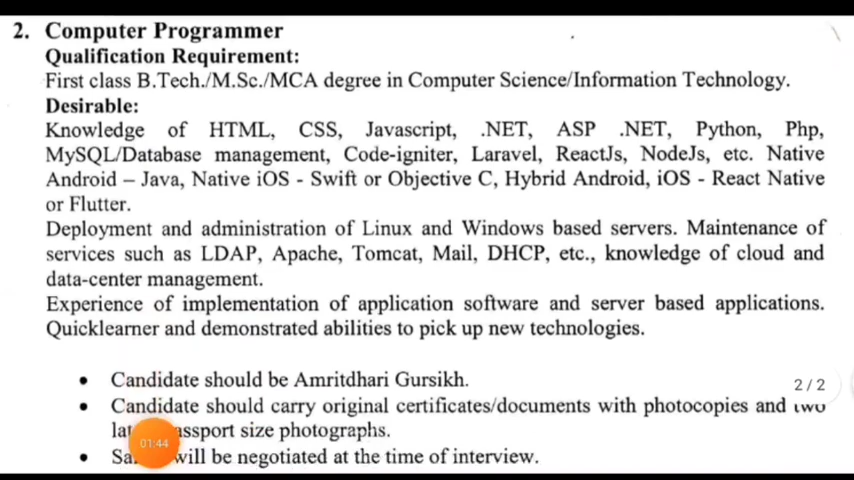 2. Computer Programmer
Qualification Requirement:
First class B.Tech./M.Sc./MCA degree in Computer Science/Information Technology.
Desirable:
Knowledge of HTML, CSS, Javascript, .NET, ASP .NET, Python, Php,
MySQL/Database management, Code-igniter, Laravel, ReactJs, NodeJs, etc. Native
Android – Java, Native iOS - Swift or Objective C, Hybrid Android, iOS - React Native
or Flutter.
Deployment and administration of Linux and Windows based servers. Maintenance of
services such as LDAP, Apache, Tomcat, Mail, DHCP, etc., knowledge of cloud and
data-center management.
Experience of implementation of application software and server based applications.
Quicklearner and demonstrated abilities to pick up new technologies.
• Candidate should be Amritdhari Gursikh.
2/2
• Candidate should carry original certificates/documents with photocopies and two
size photographs.
01:44
• will be negotiated at the time of interview.